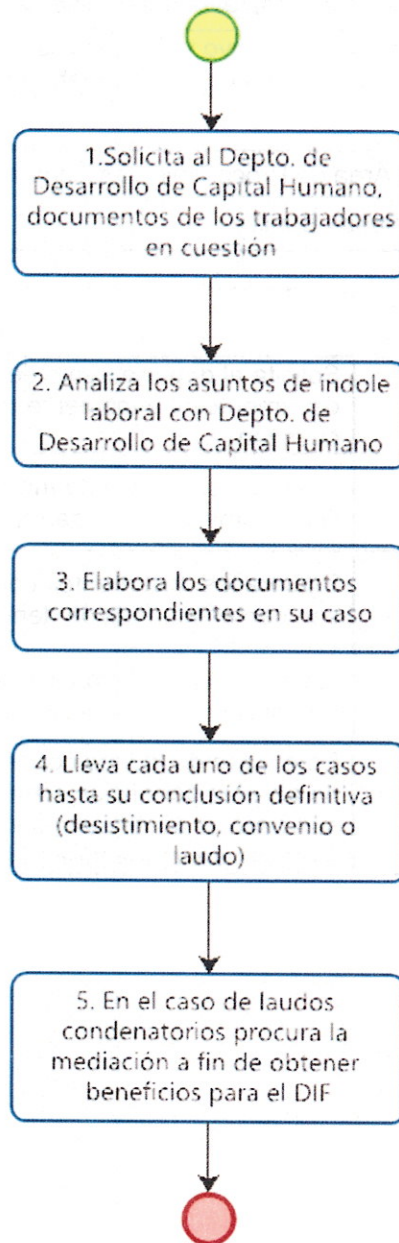 1.Solicita al Depto. de
Desarrollo de Capital Humano,
documentos de los trabajadores
en cuestión
2. Analiza los asuntos de índole
laboral con Depto. de
Desarrollo de Capital Humano
3. Elabora los documentos
correspondientes en su caso
4. Lleva cada uno de los casos
hasta su conclusión definitiva
(desistimiento, convenio o
laudo)
5. En el caso de laudos
condenatorios procura la
mediación a fin de obtener
beneficios para el DIF